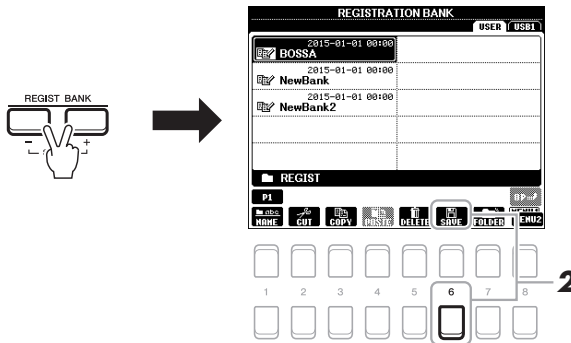 REGISTRATION BANK
USER USB1
2015-01-01 00:00
BOSSA
2015-01-01 00:00
NewBank
2015-01-01 00:00
NewBank2
REGIST BANK
- +
REGIST
P1
NAME CUT COPY PASTE DELETE SAVE FOLDER
1 2 3 4 5 6 7 8
2